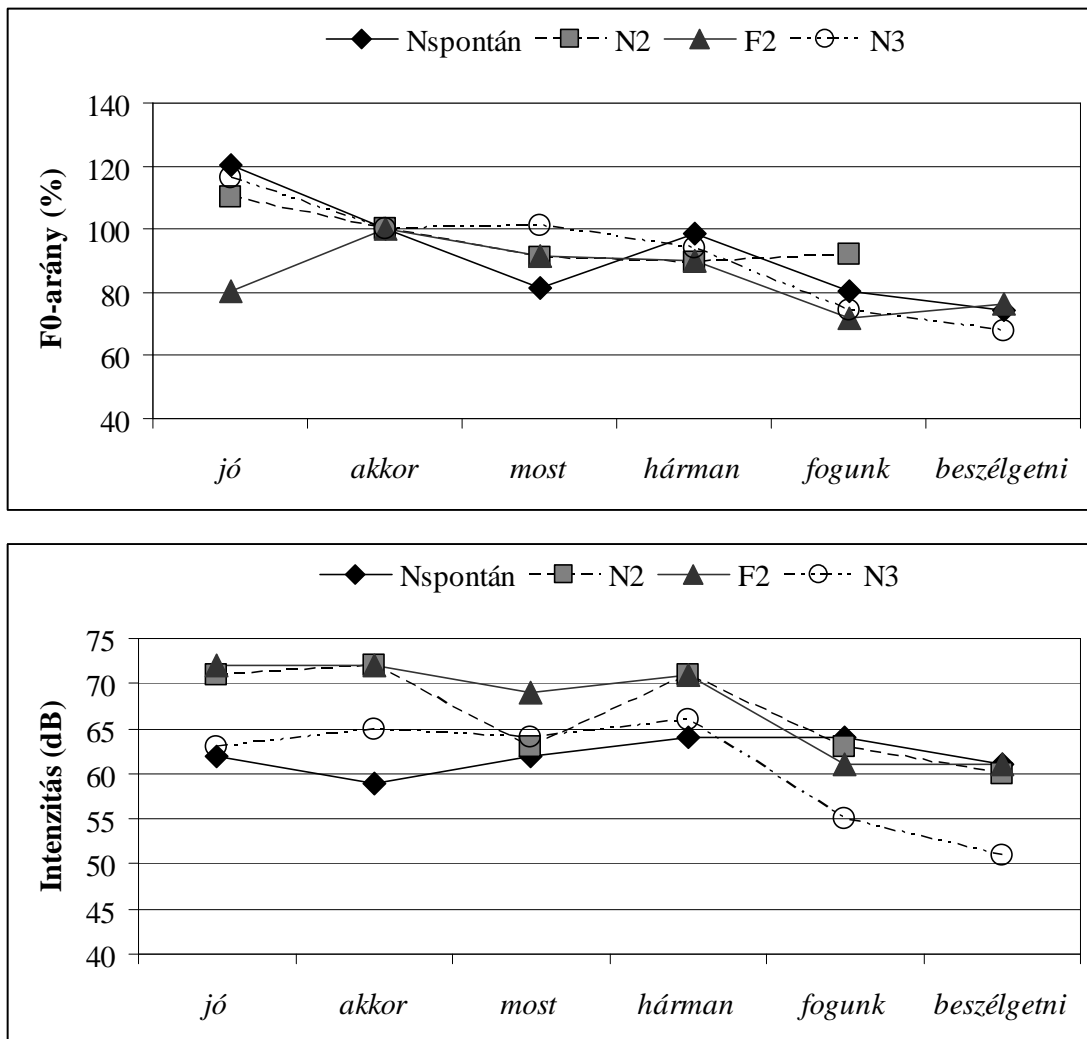 Nspontán N2 F2 N3
140
120
100
80
60
40
F0-arány (%)
jó akkor most hárman fogunk beszélgetni
Nspontán N2 F2 N3
75
70
65
60
55
50
45
40
Intenzitás (dB)
jó akkor most hárman fogunk beszélgetni